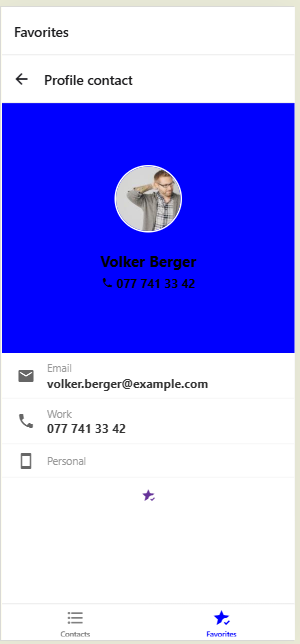 Favorites
Profile contact
Volker Berger
077 741 33 42
Email
volker.berger@example.com
Work
077 741 33 42
Personal
Contacts
Favorites